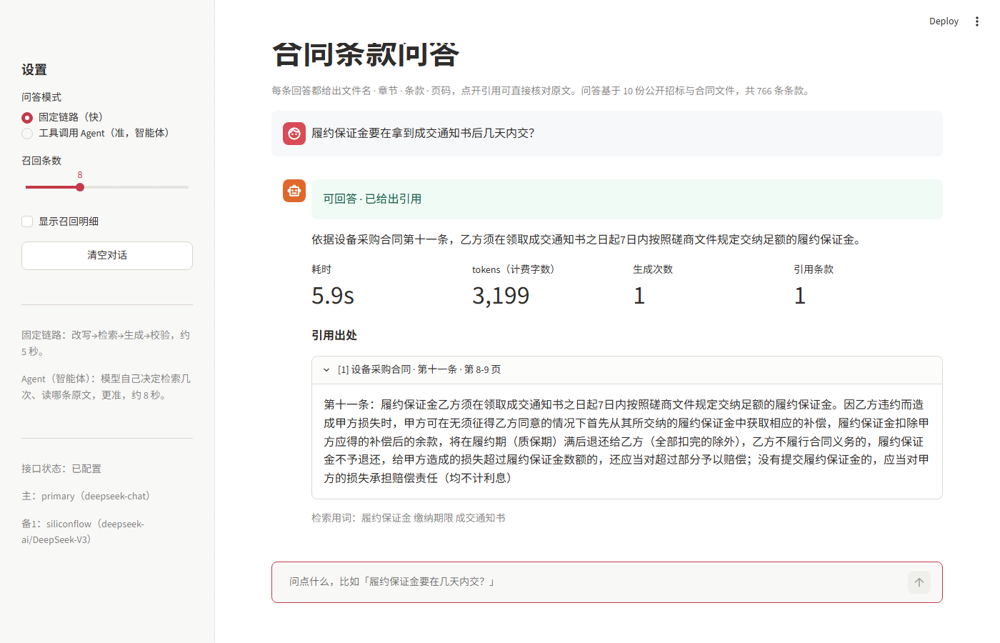 Deploy
设置
问答模式
固定链路（快）
工具调用 Agent（准，智能体）
召回条数
8
显示召回明细
清空对话
固定链路：改写→检索→生成→校验，约
5 秒。
Agent（智能体）：模型自己决定检索几
次、读哪条原文，更准，约 8 秒。
接口状态：已配置
主：primary（deepseek-chat）
备1：siliconflow（deepseek-
ai/DeepSeek-V3）
合同条款问答
每条回答都给出文件名 · 章节 · 条款 · 页码，点开引用可直接核对原文。问答基于 10 份公开招标与合同文件，共 766 条条款。
履约保证金要在拿到成交通知书后几天内交？
可回答 · 已给出引用
依据设备采购合同第十一条，乙方须在领取成交通知书之日起7日内按照磋商文件规定交纳足额的履约保证金。
耗时
tokens（计费字数）
生成次数
引用条款
5.9s
3,199
1
1
引用出处
[1] 设备采购合同 · 第十一条 · 第 8-9 页
第十一条：履约保证金乙方须在领取成交通知书之日起7日内按照磋商文件规定交纳足额的履约保证金。因乙方违约而造
成甲方损失时，甲方可在无须征得乙方同意的情况下首先从其所交纳的履约保证金中获取相应的补偿，履约保证金扣除甲
方应得的补偿后的余款，将在履约期（质保期）满后退还给乙方（全部扣完的除外），乙方不履行合同义务的，履约保证
金不予退还，给甲方造成的损失超过履约保证金数额的，还应当对超过部分予以赔偿；没有提交履约保证金的，应当对甲
方的损失承担赔偿责任（均不计利息）
检索用词：履约保证金 缴纳期限 成交通知书
问点什么，比如「履约保证金要在几天内交？」